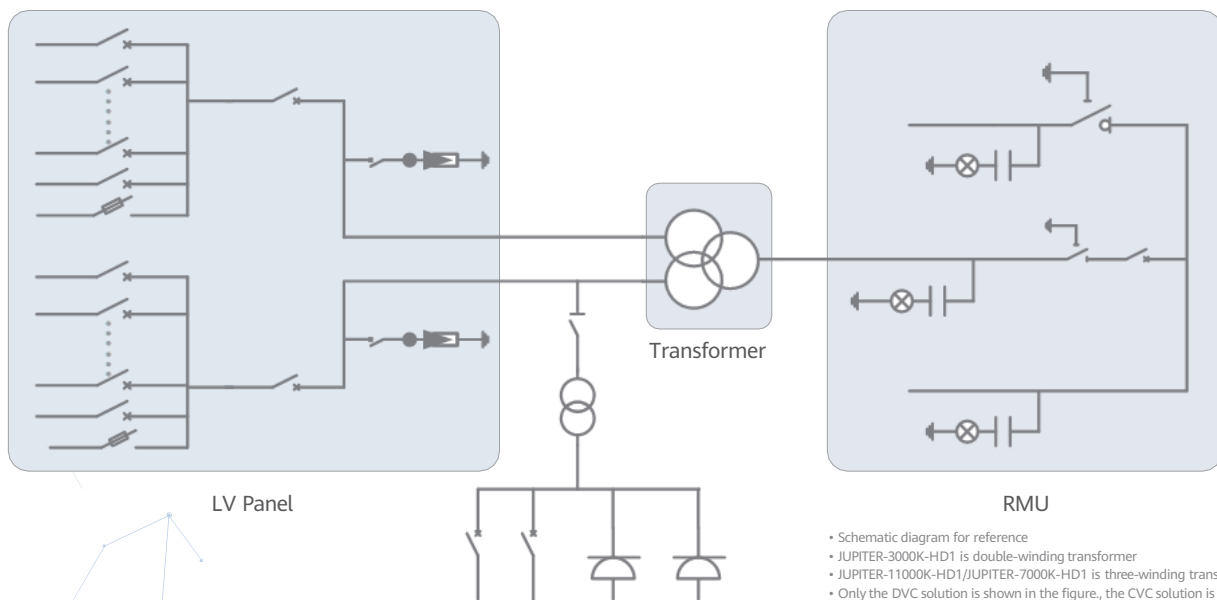 Transformer
LV Panel
RMU
• Schematic diagram for reference
• JUPITER-3000K-HD1 is double-winding transformer
• JUPITER-11000K-HD1/JUPITER-7000K-HD1 is three-winding
• Only the DVC solution is shown in the figure., the CVC solution is